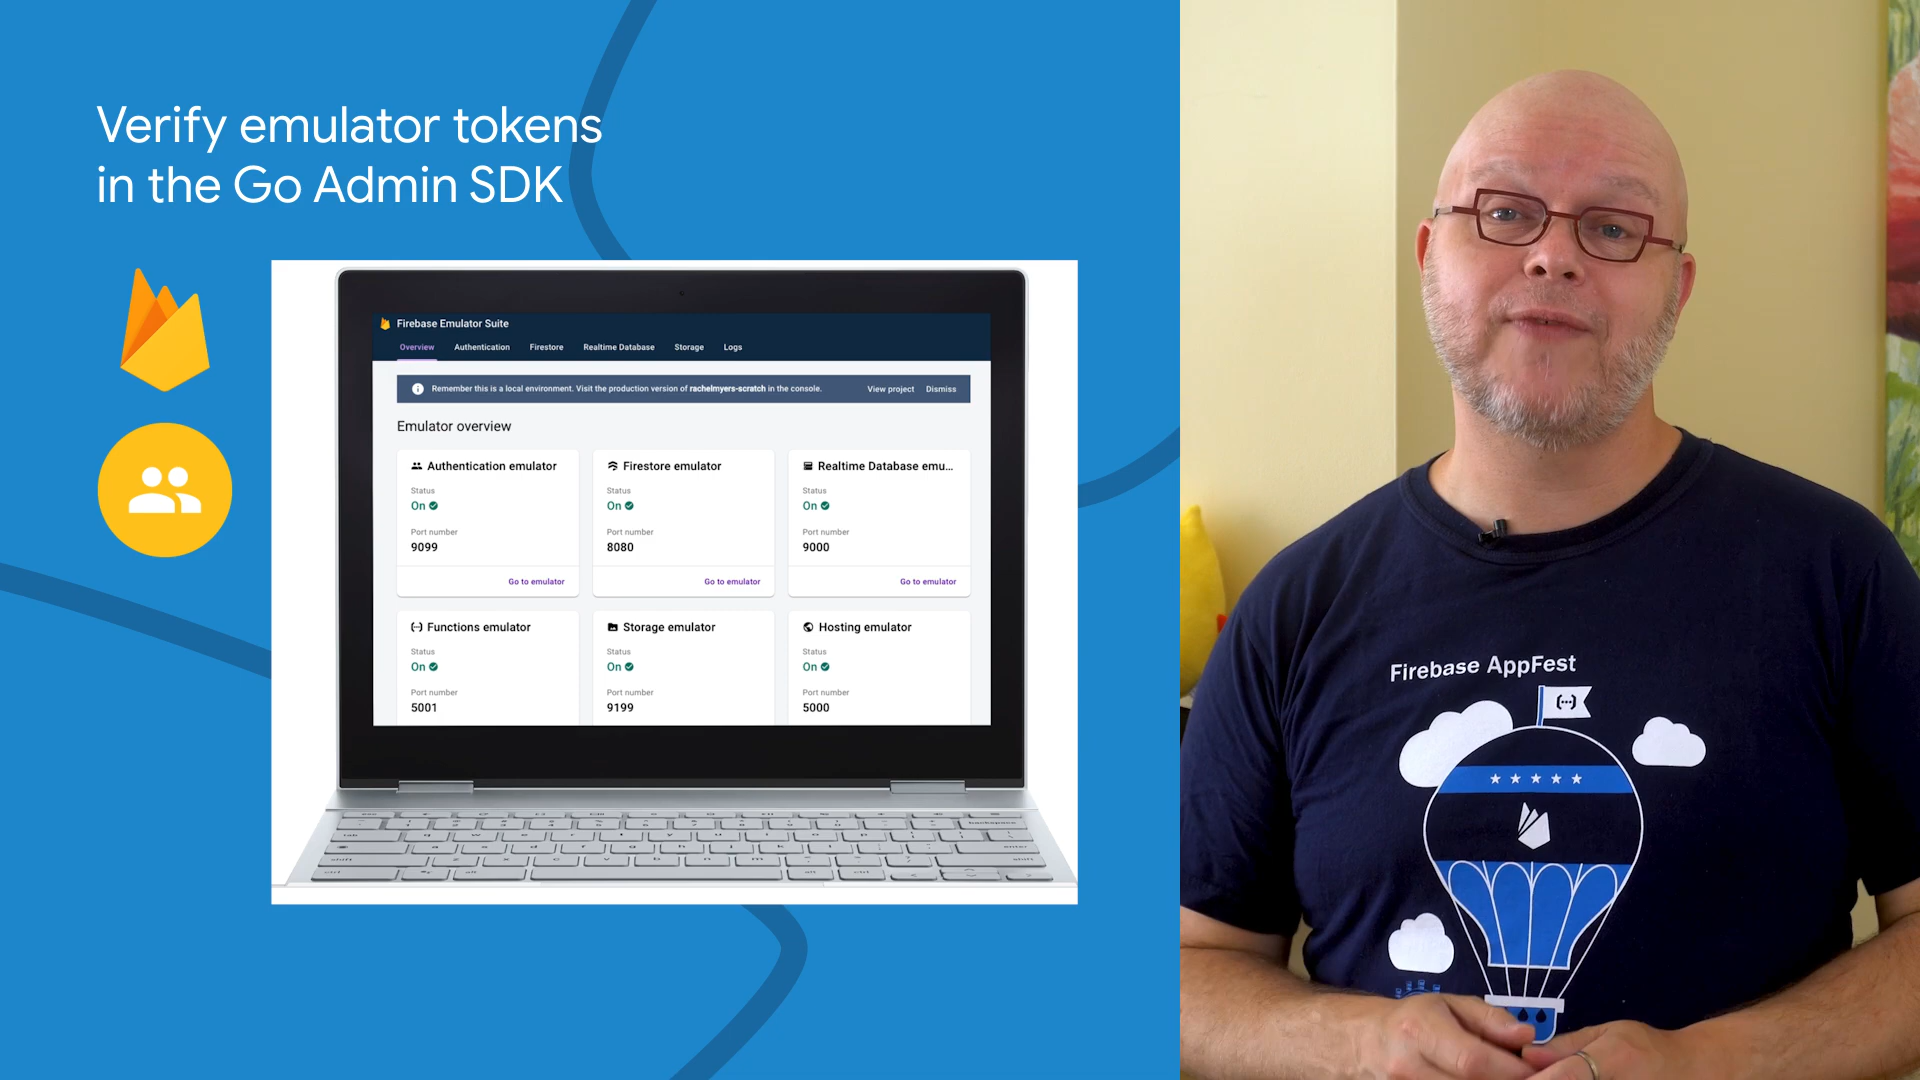 Verify emulator tokens
in the Go Admin SDK
Firebase Emulator Suite
Overview Authentication Firestore Realtime Database Storage Logs
Remember this is a local environment. Visit the production version of rachelmyers-scratch in the console. View project Dismiss
Emulator overview
Authentication emulator
Status
On
Port number
9099
Go to emulator
Firestore emulator
Status
On
Port number
8080
Go to emulator
Realtime Database emu...
Status
On
Port number
9000
Go to emulator
Functions emulator
Status
On
Port number
5001
Storage emulator
Status
On
Port number
9199
Hosting emulator
Status
On
Port number
5000
Firebase AppFest